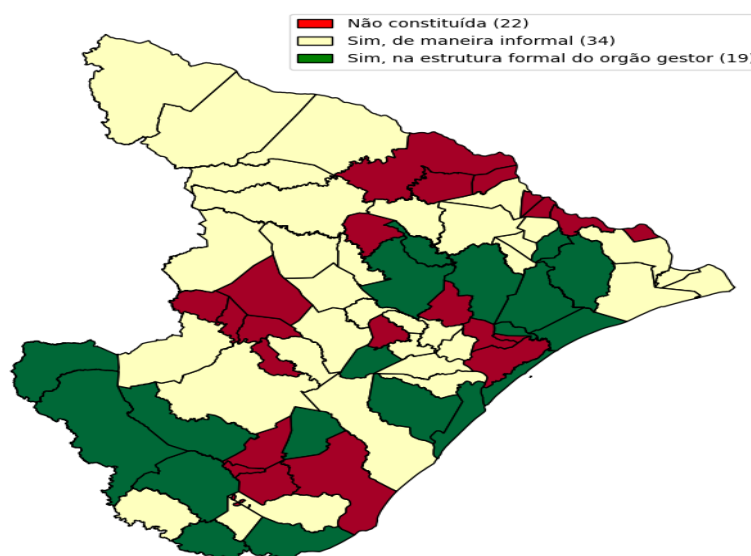 Não constituída (22)
Sim, de maneira informal (34)
Sim, na estrutura formal do orgão gestor (19)